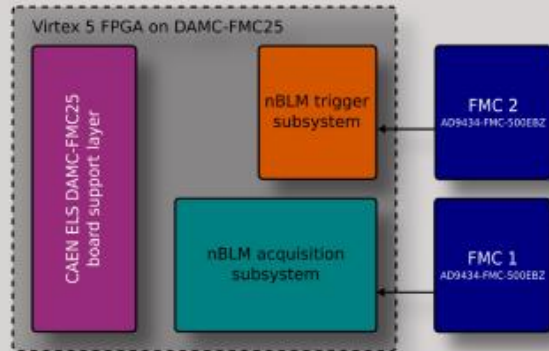 Virtex 5 FPGA on DAMC-FMC25
CAEN ELS DAMC-FMC25
board support layer
nBLM trigger
subsystem
FMC 2
AD9434-FMC-500EBZ
nBLM acquisition
subsystem
FMC 1
AD9434-FMC-500EBZ